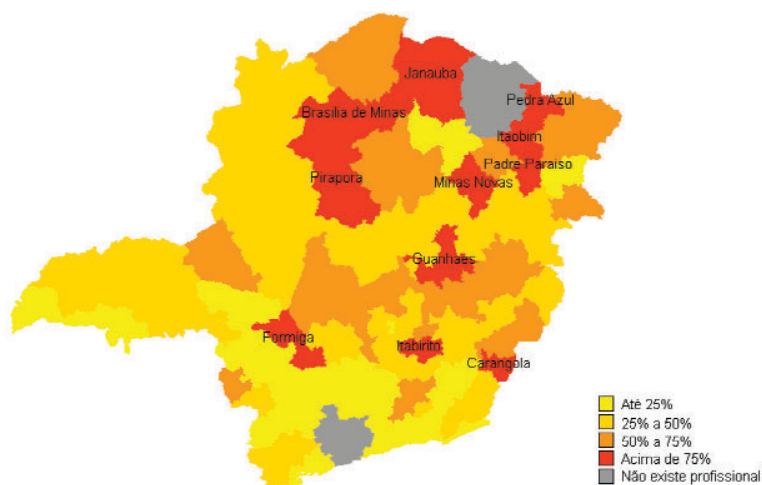 Janauba
Pedra Azul
Brasilia de Minas
Itaobim
Padre Paraiso
Pirapora
Minas Novas
Guanhaes
Formiga
Itabirito
Carangola
Até 25%
25% a 50%
50% a 75%
Acima de 75%
Não existe profissional